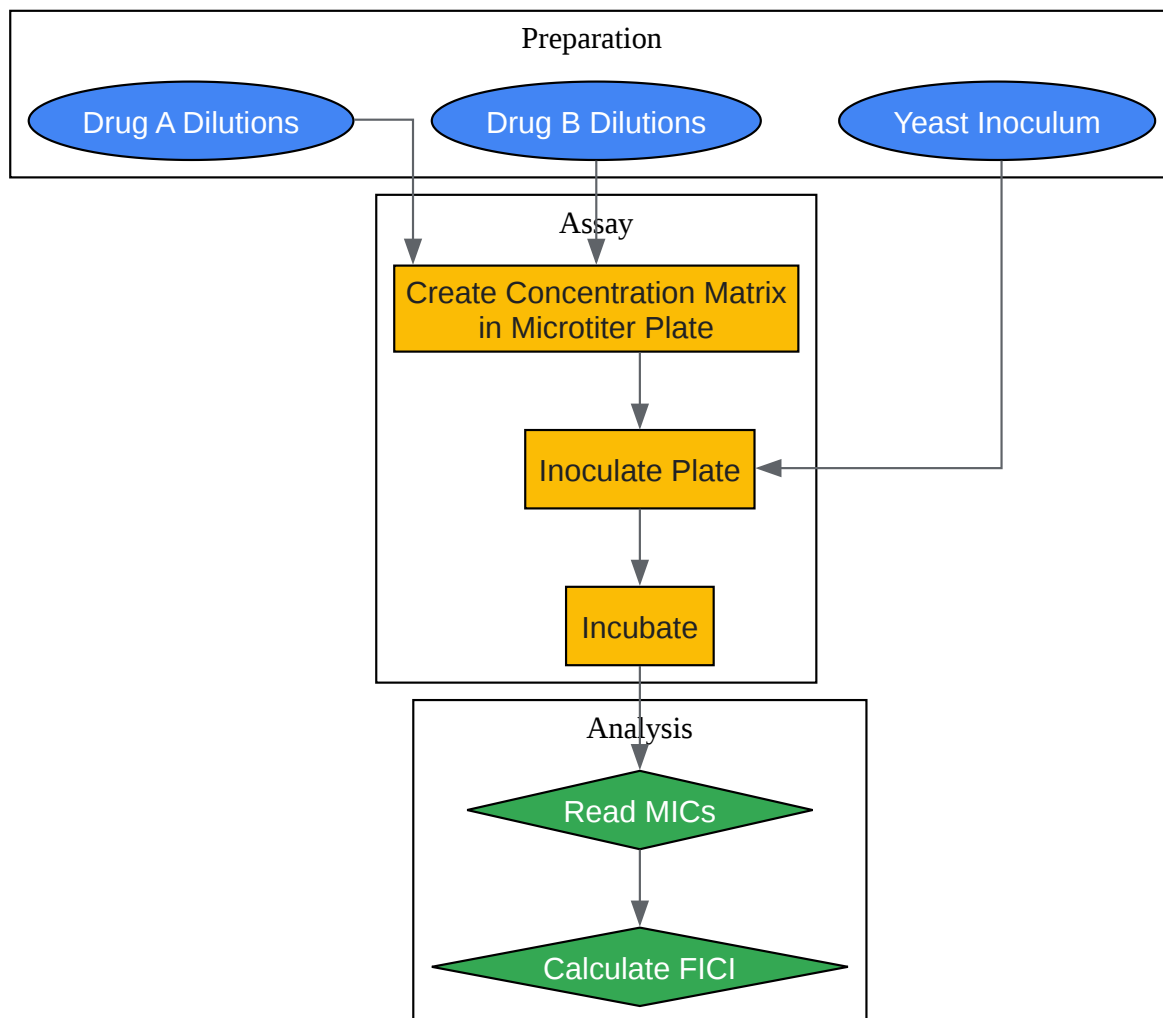 Preparation
Drug A Dilutions
Drug B Dilutions
Yeast Inoculum
Assay
Create Concentration Matrix
in Microtiter Plate
Inoculate Plate
Incubate
Analysis
Read MICs
Calculate FICI